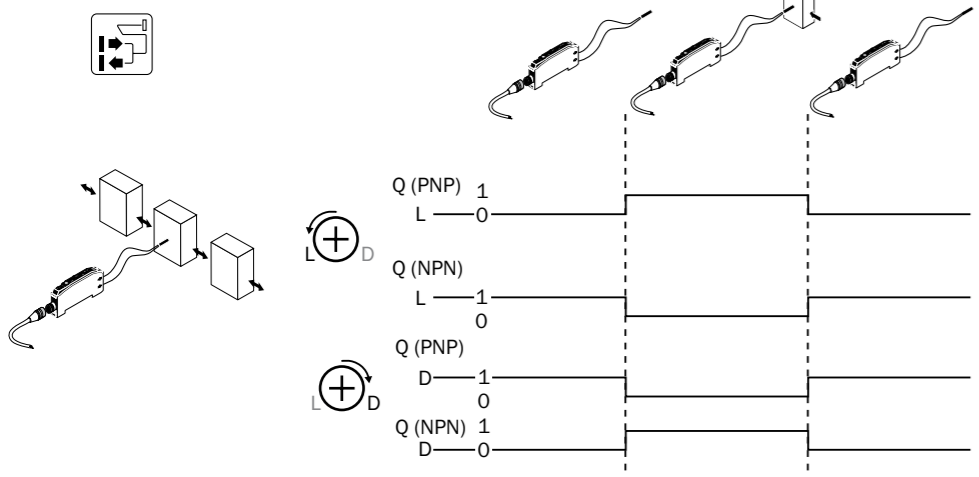 Q (PNP) 1
L 0
L D
Q (NPN)
L 1
0
Q (PNP)
D 1
0
L D
Q (NPN) 1
D 0